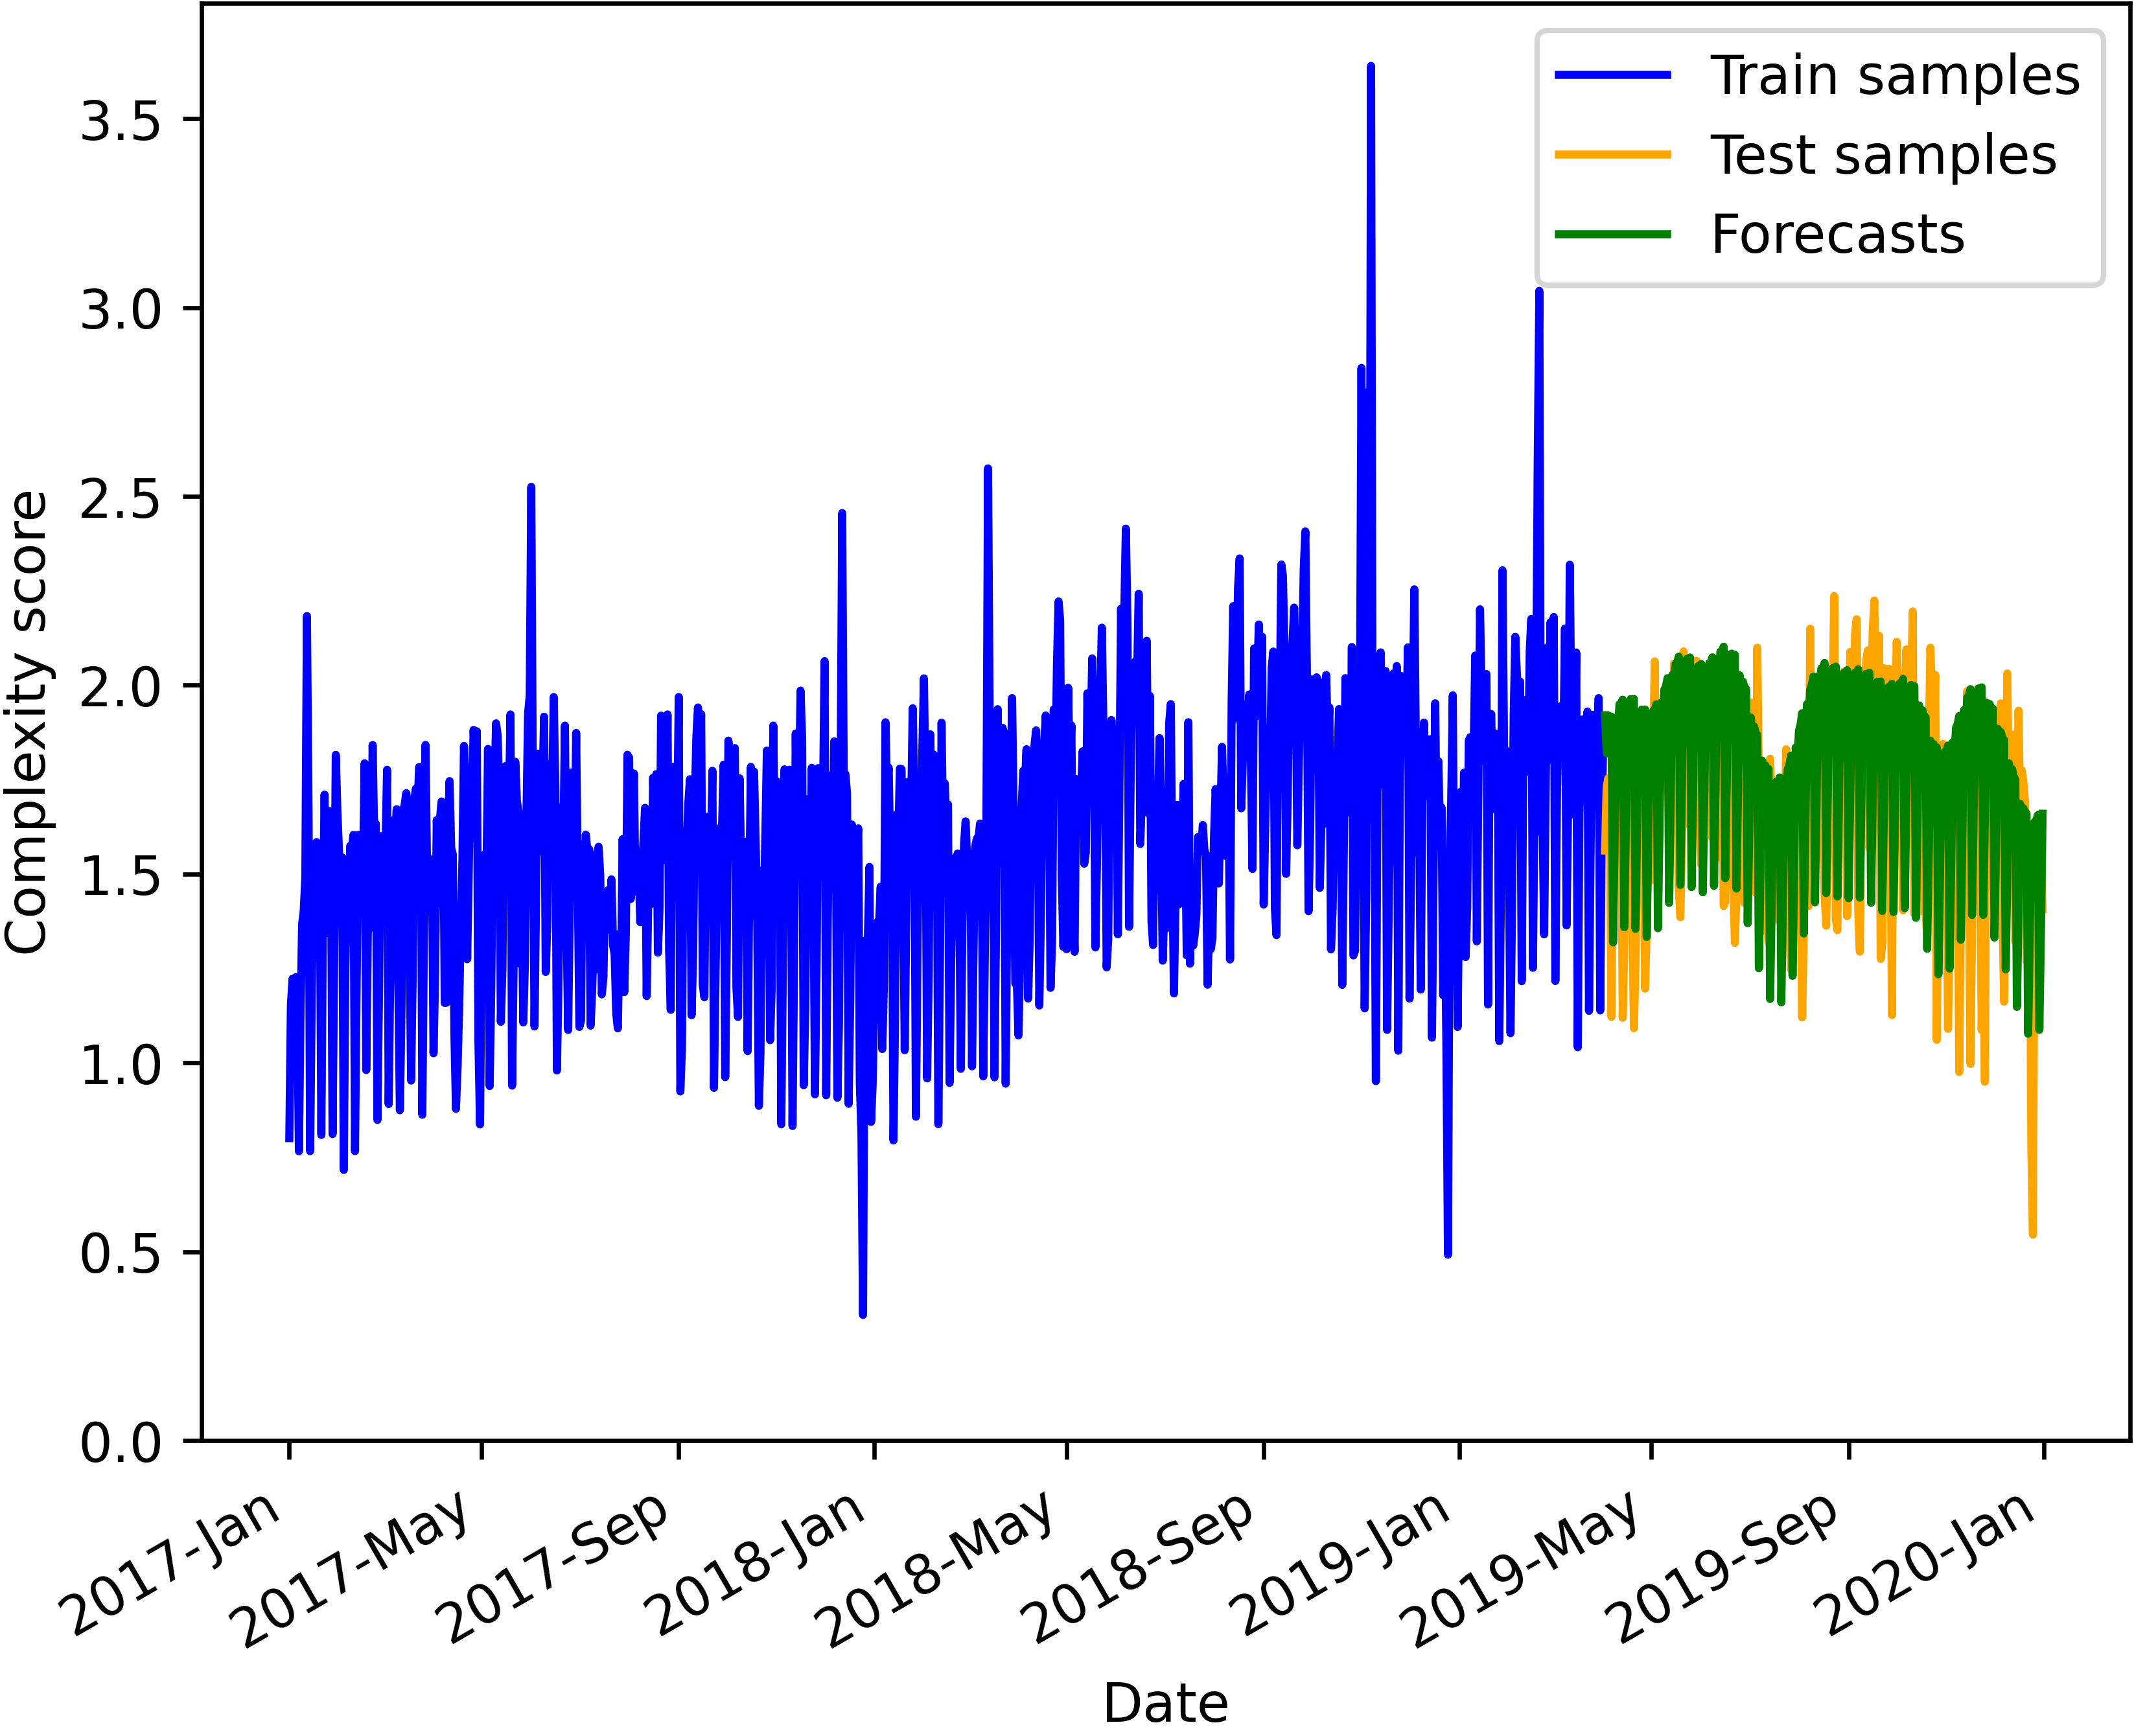 Train samples
Test samples
Forecasts
3.5
3.0
2.5
2.0
1.5
1.0
0.5
0.0
Complexity score
2017-Jan
2017-May
2017-Sep
2018-Jan
2018-May
2018-Sep
2019-Jan
2019-May
2019-Sep
2020-Jan
Date